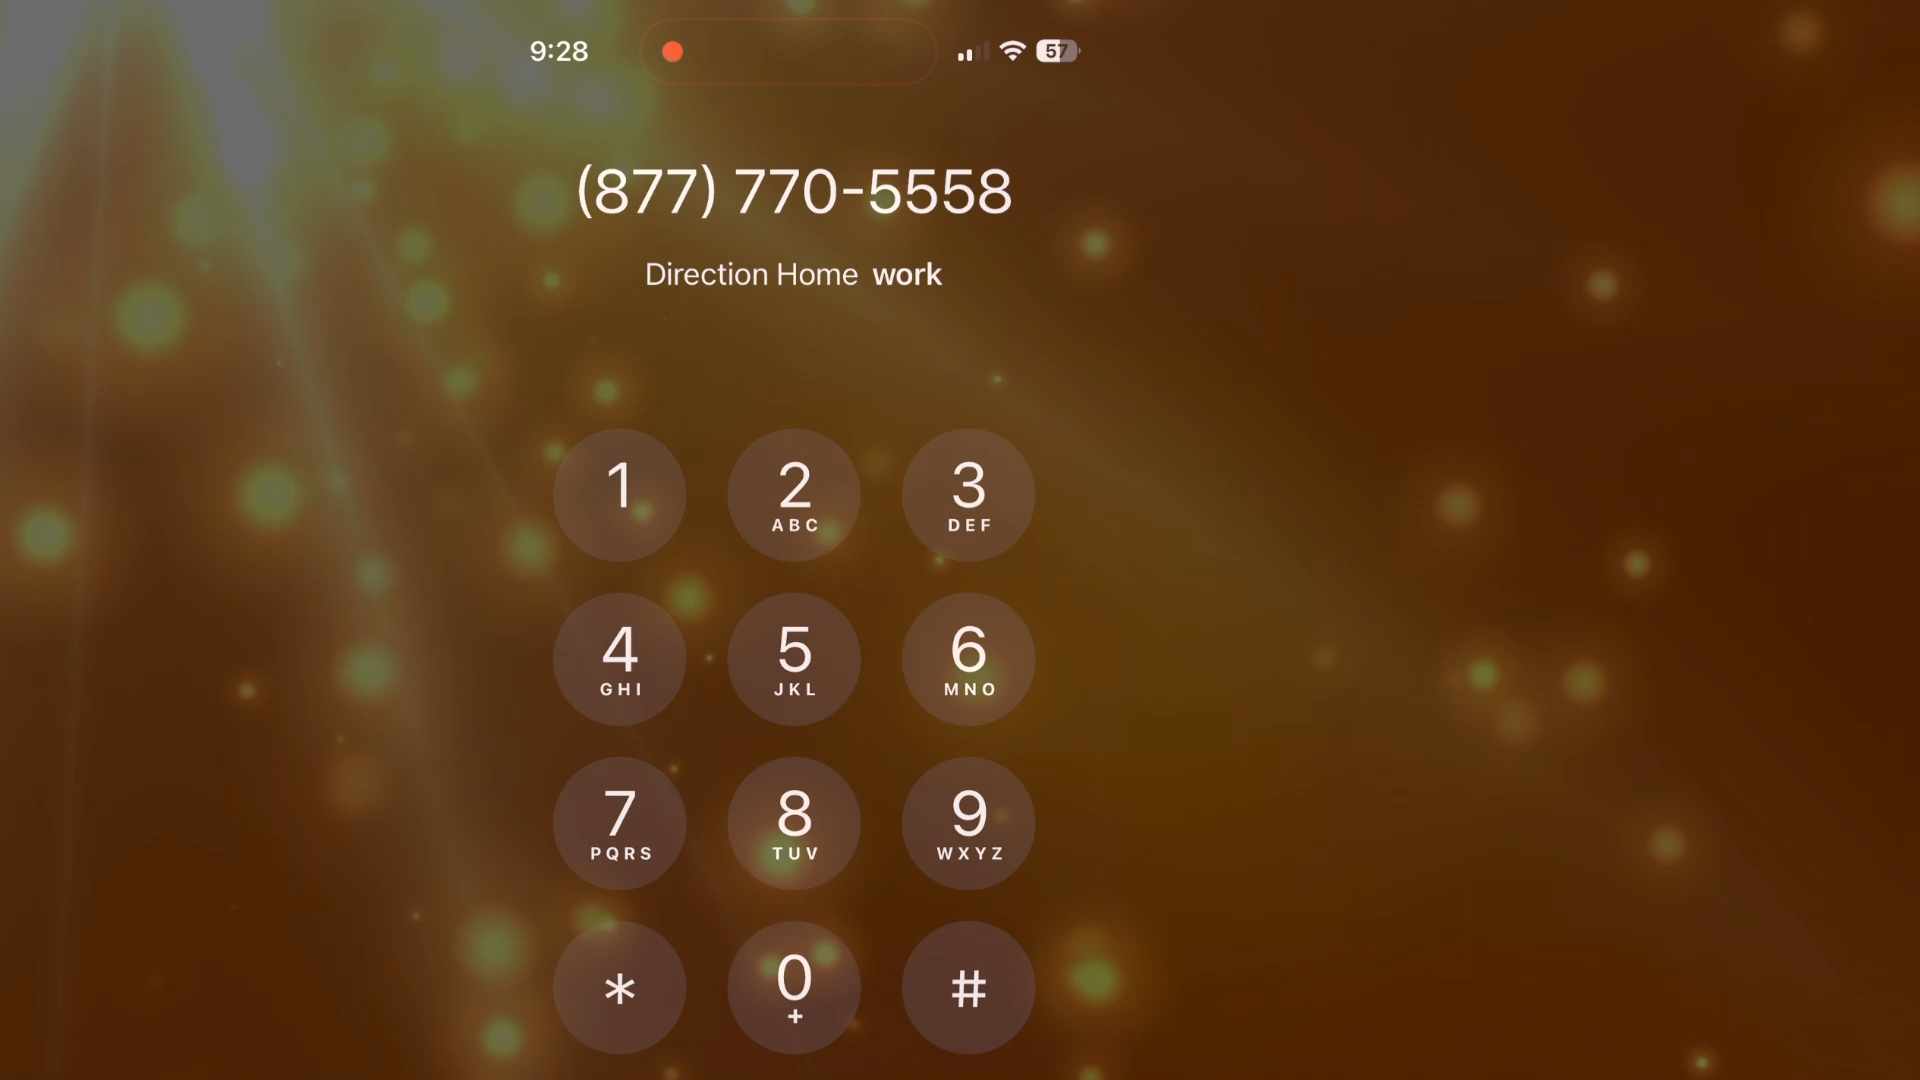 9:28
57
(877) 770-5558
Direction Home work
1
2
3
ABC
DEF
4
5
6
GHI
JKL
MNO
7
8
9
PQRS
TUV
WXYZ
*
0
#
+